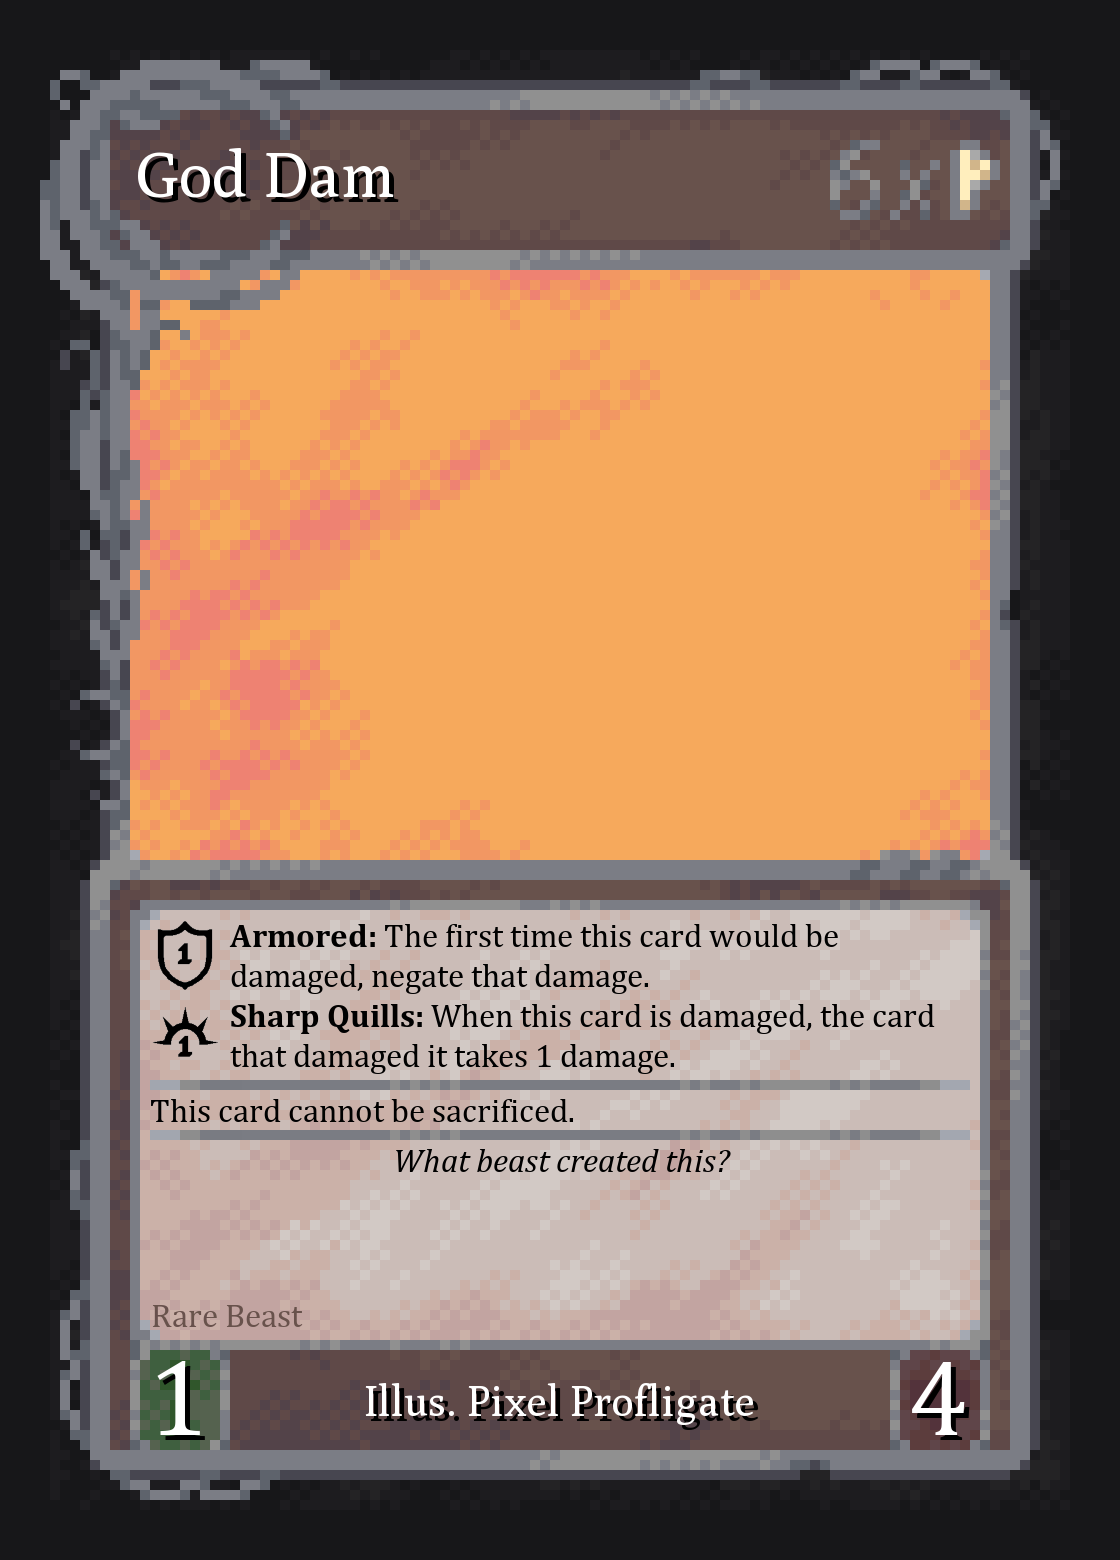 God Dam
6x
1
Armored: The first time this card would be
damaged, negate that damage.
1
Sharp Quills: When this card is damaged, the card
that damaged it takes 1 damage.
This card cannot be sacrificed.
What beast created this?
Rare Beast
1
Illus. Pixel Profligate
4